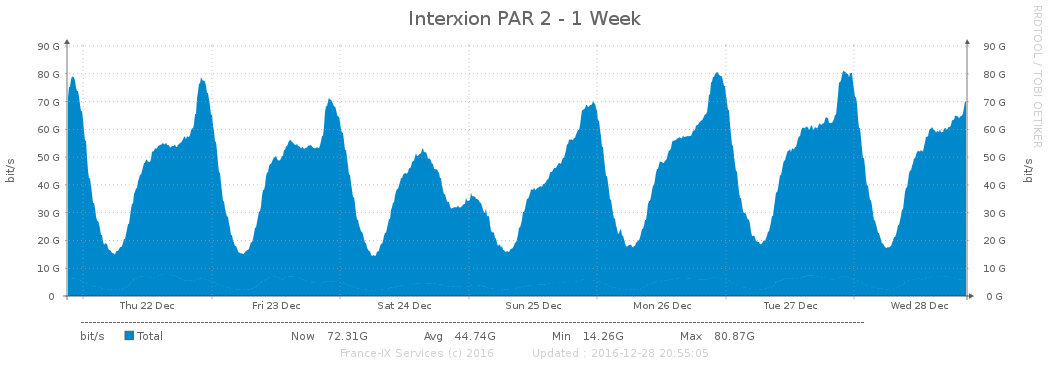 Interxion PAR 2 - 1 Week
RRDTOOL / TOBI OETIKER
90 G 90 G
80 G 80 G
70 G 70 G
60 G 60 G
50 G 50 G
40 G 40 G
30 G 30 G
20 G 20 G
10 G 10 G
0 0 G
bit/s
bit/s
Thu 22 Dec Fri 23 Dec Sat 24 Dec Sun 25 Dec Mon 26 Dec Tue 27 Dec Wed 28 Dec
bit/s Total Now 72.31G Avg 44.74G Min 14.26G Max 80.87G
France-IX Services (c) 2016 Updated : 2016-12-28 20:55:05